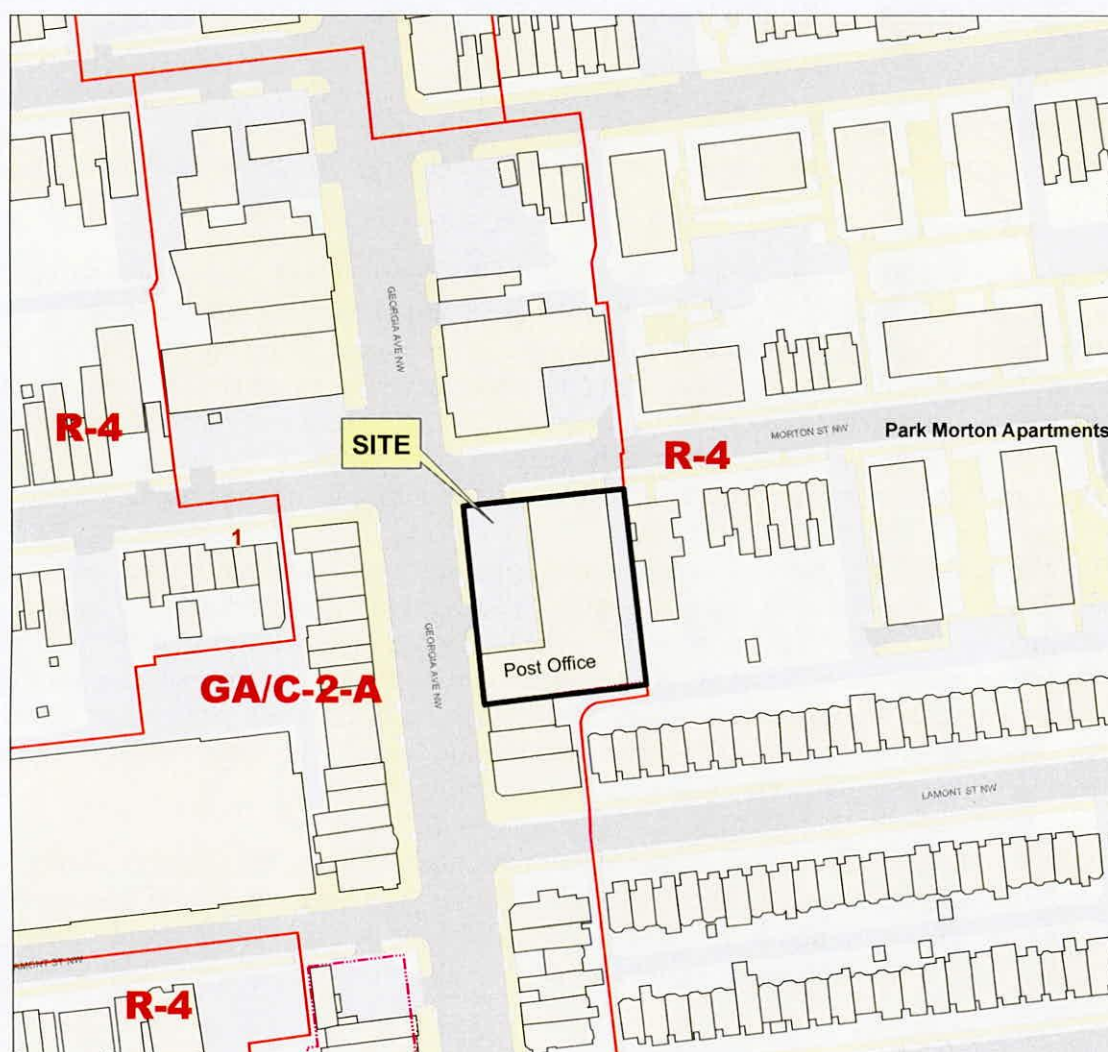 GEORGIA AVE NW
SITE
R-4
MORTON ST NW
Park Morton Apartments
R-4
1
GEORGIA AVE NW
Post Office
GA/C-2-A
LAMONT ST NW
LAMONT ST NW
R-4